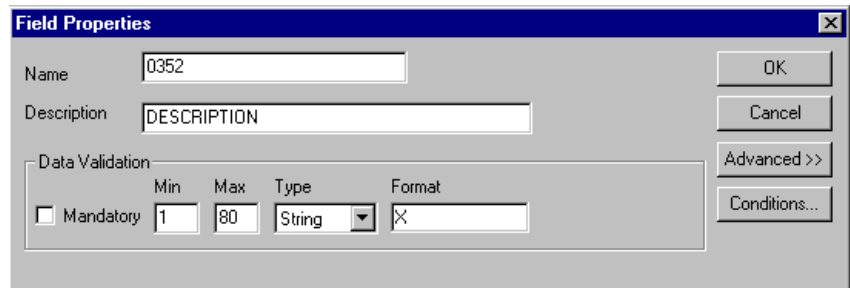 Field Properties
Name 0352 OK
Description DESCRIPTION Cancel
Data Validation Advanced >>
Min Max Type Format
Mandatory 1 80 String X Conditions...